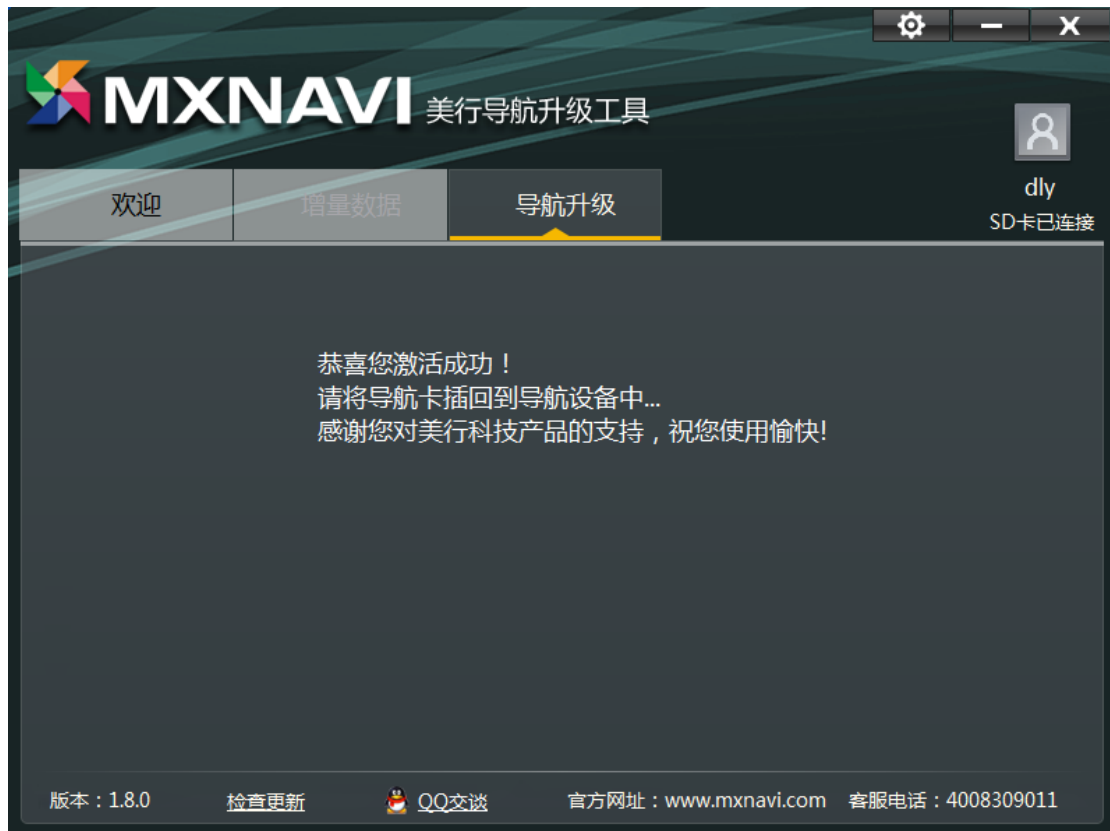 X
MXNAVI 美行导航升级工具
欢迎
增量数据
导航升级
dly
SD卡已连接
恭喜您激活成功！
请将导航卡插回到导航设备中...
感谢您对美行科技产品的支持，祝您使用愉快!
版本：1.8.0 检查更新 QQ交谈 官方网址：www.mxnavi.com 客服电话：4008309011